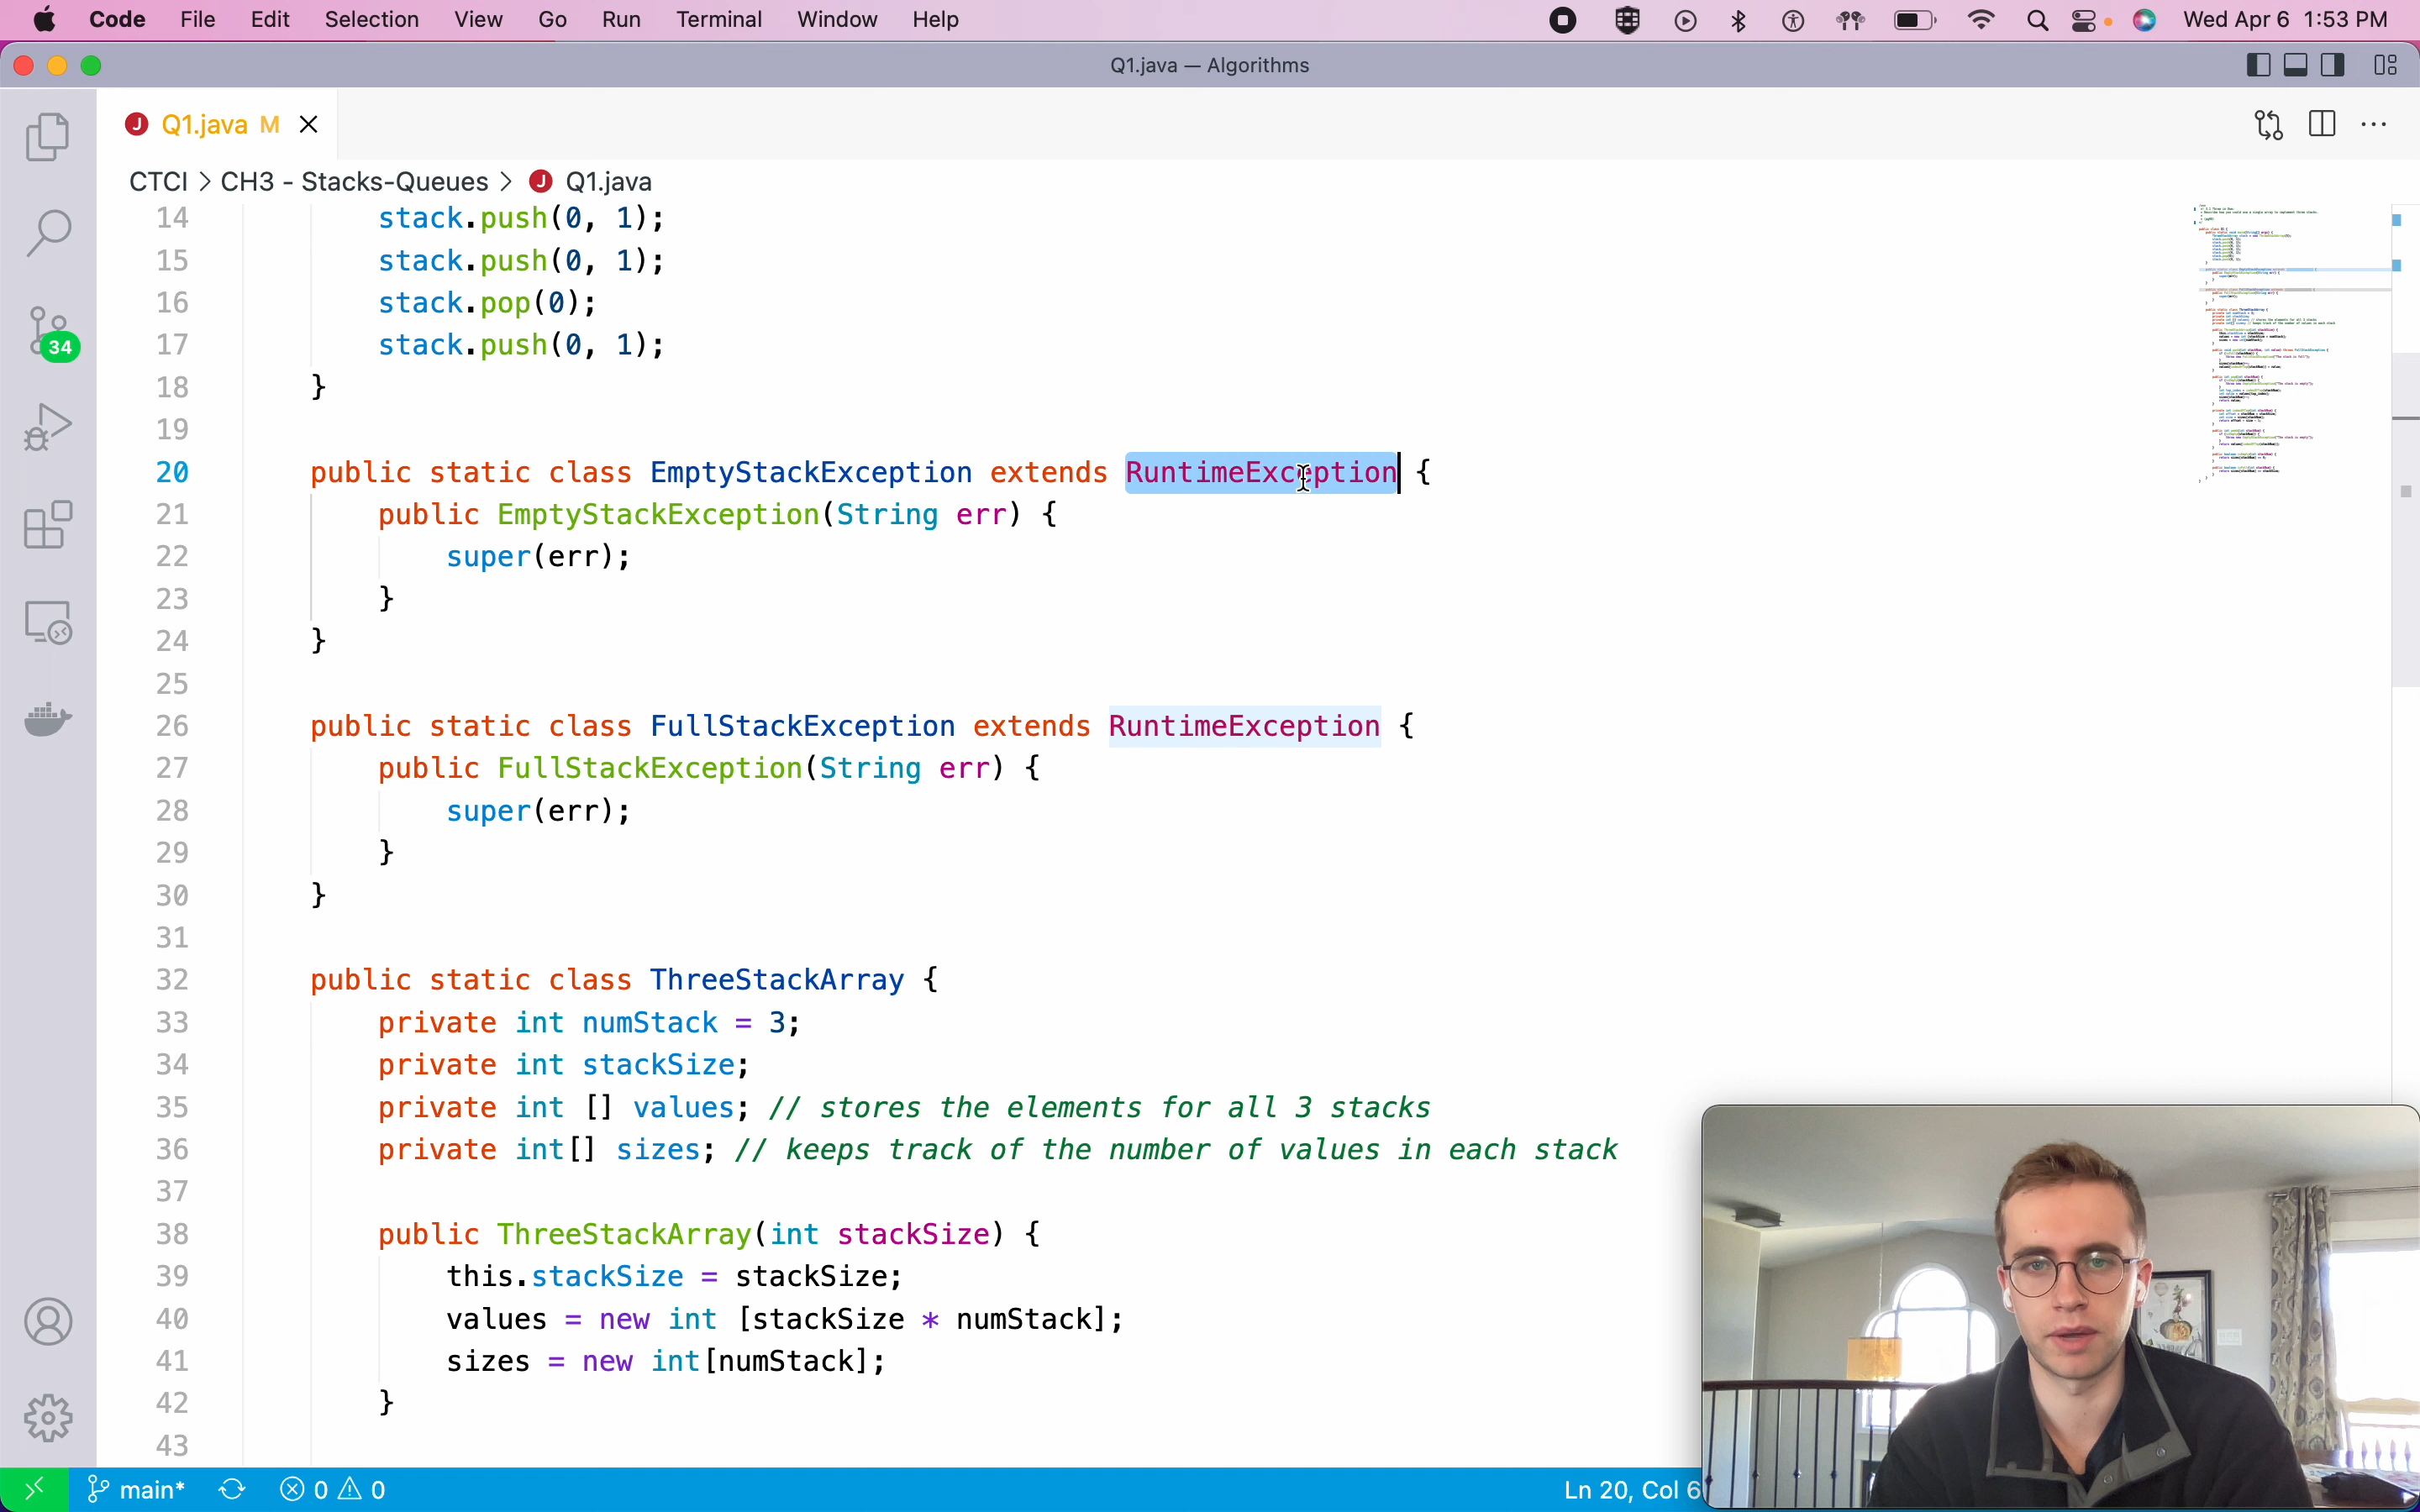 Code File Edit Selection View Go Run Terminal Window Help Wed Apr 6 1:53 PM
Q1.java — Algorithms
J Q1.java M
CTCI > CH3 - Stacks-Queues > J Q1.java
14 stack.push(0, 1);
15 stack.push(0, 1);
16 stack.pop(0);
17 stack.push(0, 1);
18 }
19
20 public static class EmptyStackException extends RuntimeException {
21 public EmptyStackException(String err) {
22 super(err);
23 }
24 }
25
26 public static class FullStackException extends RuntimeException {
27 public FullStackException(String err) {
28 super(err);
29 }
30 }
31
32 public static class ThreeStackArray {
33 private int numStack = 3;
34 private int stackSize;
35 private int [] values; // stores the elements for all 3 stacks
36 private int[] sizes; // keeps track of the number of values in each stack
37
38 public ThreeStackArray(int stackSize) {
39 this.stackSize = stackSize;
40 values = new int [stackSize * numStack];
41 sizes = new int[numStack];
42 }
43
34
main* 0 0 Ln 20, Col 6